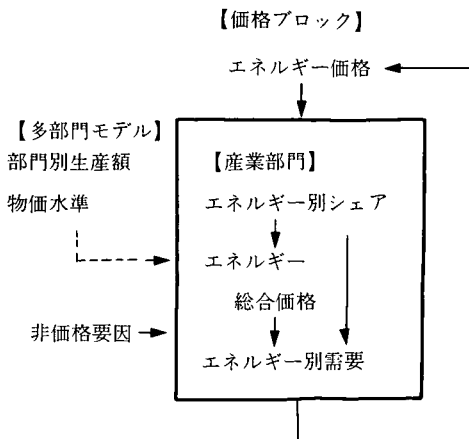 【価格ブロック】
エネルギー価格
【多部門モデル】
部門別生産額
物価水準
非価格要因
【産業部門】
エネルギー別シェア
エネルギー
総合価格
エネルギー別需要